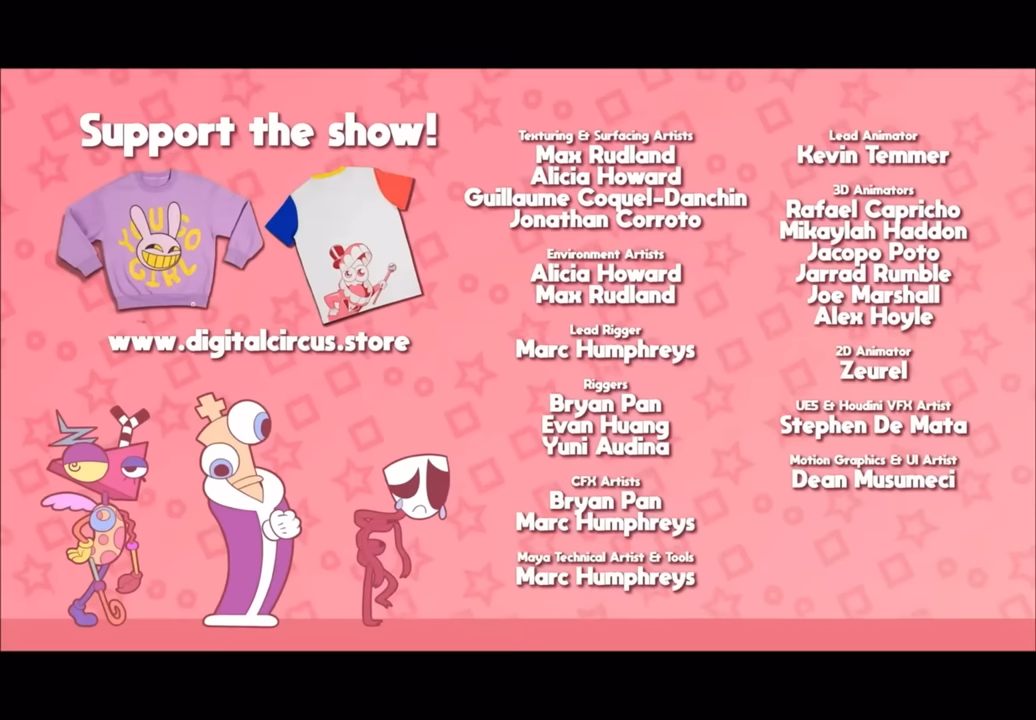 Support the show!
YOU GO
GIRL
www.digitalcircus.store
Texturing & Surfacing Artists
Max Rudland
Alicia Howard
Guillaume Coquel-Danchin
Jonathan Corroto
Environment Artists
Alicia Howard
Max Rudland
Lead Rigger
Marc Humphreys
Riggers
Bryan Pan
Evan Huang
Yuni Audina
CFX Artists
Bryan Pan
Marc Humphreys
Maya Technical Artist & Tools
Marc Humphreys
Lead Animator
Kevin Temmer
3D Animators
Rafael Capricho
Mikaylah Haddon
Jacopo Poto
Jarrad Rumble
Joe Marshall
Alex Hoyle
2D Animator
Zeurel
UE5 & Houdini VFX Artist
Stephen De Mata
Motion Graphics & UI Artist
Dean Musumeci